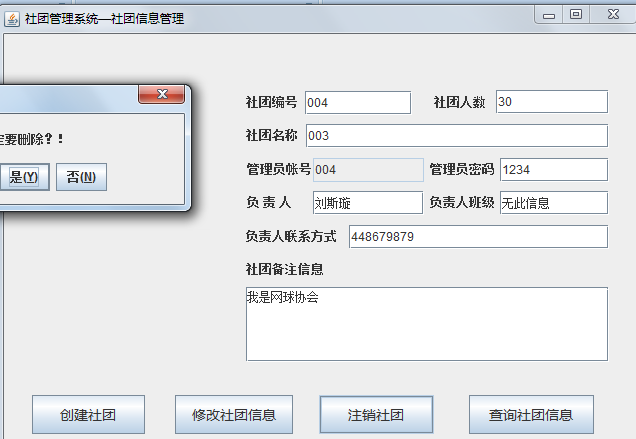 社团管理系统—社团信息管理
社团编号 004 社团人数 30
定要删除？！
社团名称 003
是(Y) 否(N)
管理员帐号 004 管理员密码 1234
负 责 人 刘斯璇 负责人班级 无此信息
负责人联系方式 448679879
社团备注信息
我是网球协会
创建社团 修改社团信息 注销社团 查询社团信息